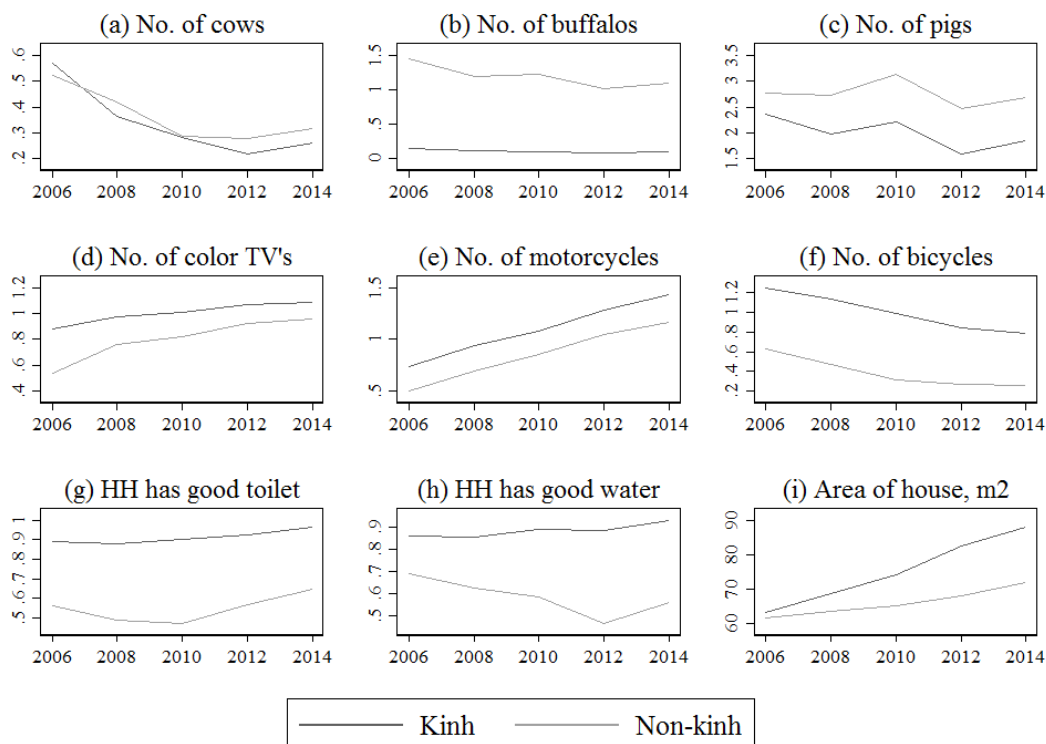 (a) No. of cows
.2 .3 .4 .5 .6
2006 2008 2010 2012 2014
(b) No. of buffalos
0 .5 1 1.5
2006 2008 2010 2012 2014
(c) No. of pigs
1.5 2 2.5 3 3.5
2006 2008 2010 2012 2014
(d) No. of color TV's
.4 .6 .8 1 1.2
2006 2008 2010 2012 2014
(e) No. of motorcycles
.5 1 1.5
2006 2008 2010 2012 2014
(f) No. of bicycles
.2 .4 .6 .8 1 1.2
2006 2008 2010 2012 2014
(g) HH has good toilet
.5 .6 .7 .8 .9 1
2006 2008 2010 2012 2014
(h) HH has good water
.5 .6 .7 .8 .9
2006 2008 2010 2012 2014
(i) Area of house, m2
60 70 80 90
2006 2008 2010 2012 2014
Kinh Non-kinh